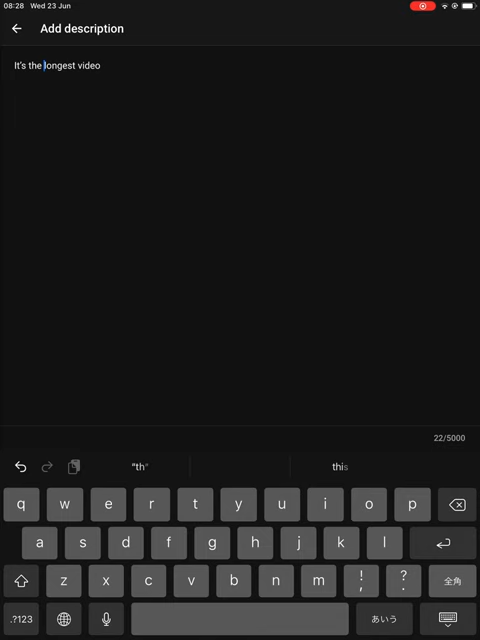 08:28 Wed 23 Jun
Add description
It's the longest video
22/5000
"th" this
q w e r t y u i o p
a s d f g h j k l
z x c v b n m ! , ? .
全角
.?123 あいう